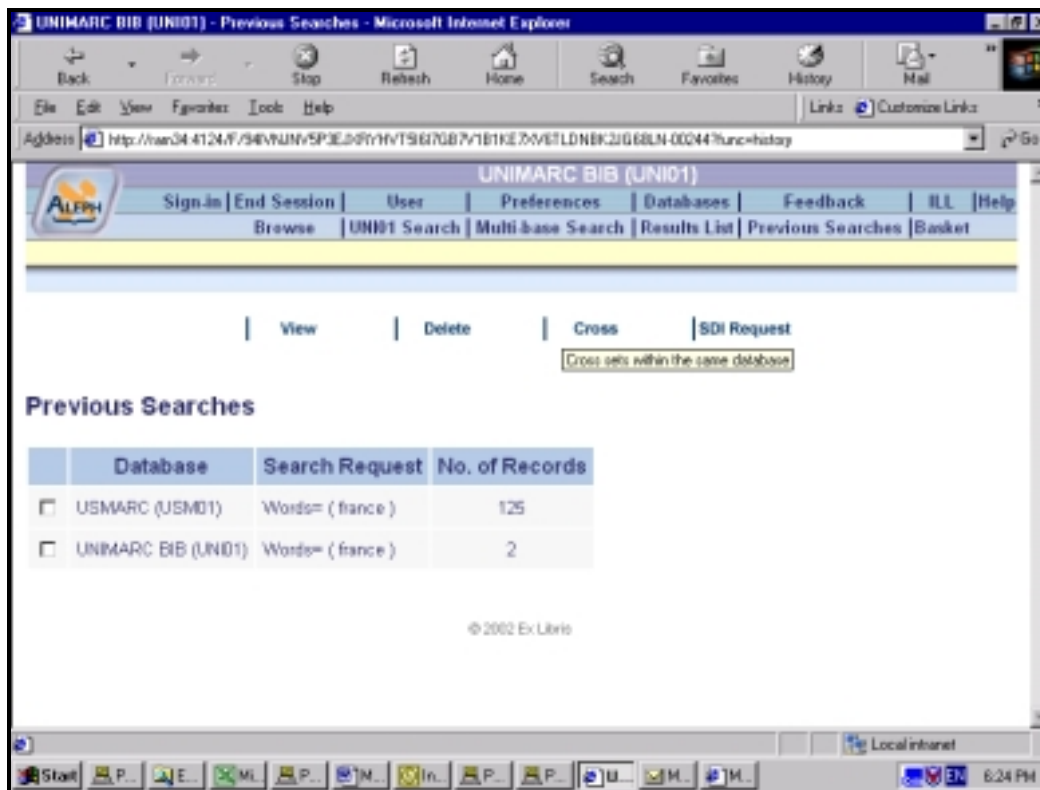 UNIMARC BIB (UNI01) - Previous Searches - Microsoft Internet Explorer
Back Forward Stop Refresh Home Search Favorites History Mail
File Edit View Favorites Tools Help Links Customize Links
Address
UNIMARC BIB (UNI01)
ALEPH Sign-in | End Session | User | Preferences | Databases | Feedback | ILL | Help
Browse | UNI01 Search | Multi-base Search | Results List | Previous Searches | Basket
| View | Delete | Cross | SDI Request
Cross sets within the same database
Previous Searches
Database Search Request No. of Records
USMARC (USM01) Words= ( france ) 125
UNIMARC BIB (UNI01) Words= ( france ) 2
© 2002 Ex Libris
Local intranet
Start P... E... Mi... P... M... In... P... P... U... M... M... EN 6:24 PM